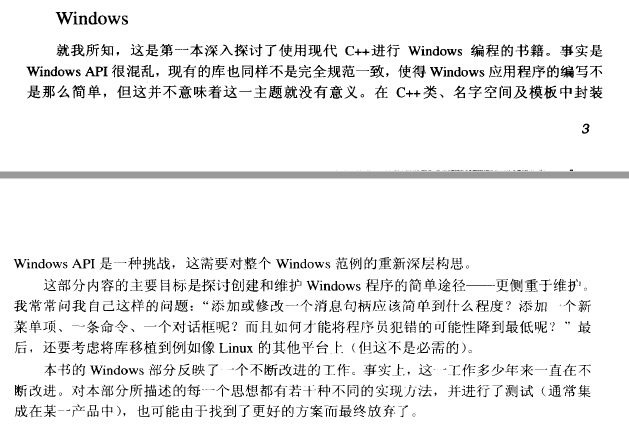 Windows
就我所知，这是第一本深入探讨了使用现代 C++进行 Windows 编程的书籍。事实是
Windows API 很混乱，现有的库也同样不是完全规范一致，使得 Windows 应用程序的编写不
是那么简单，但这并不意味着这一主题就没有意义。在 C++类、名字空间及模板中封装
3
Windows API 是一种挑战，这需要对整个 Windows 范例的重新深层构思。
这部分内容的主要目标是探讨创建和维护 Windows 程序的简单途径——更侧重于维护。
我常常问我自己这样的问题：“添加或修改一个消息句柄应该简单到什么程度？添加一个新
菜单项、一条命令、一个对话框呢？而且如何才能将程序员犯错的可能性降到最低呢？”最
后，还要考虑将库移植到例如像 Linux 的其他平台上（但这不是必需的）。
本书的 Windows 部分反映了一个不断改进的工作。事实上，这一工作多少年来一直在不
断改进。对本部分所描述的每一个思想都有若干种不同的实现方法，并进行了测试（通常集
成在某一产品中），也可能由于找到了更好的方案而最终放弃了。